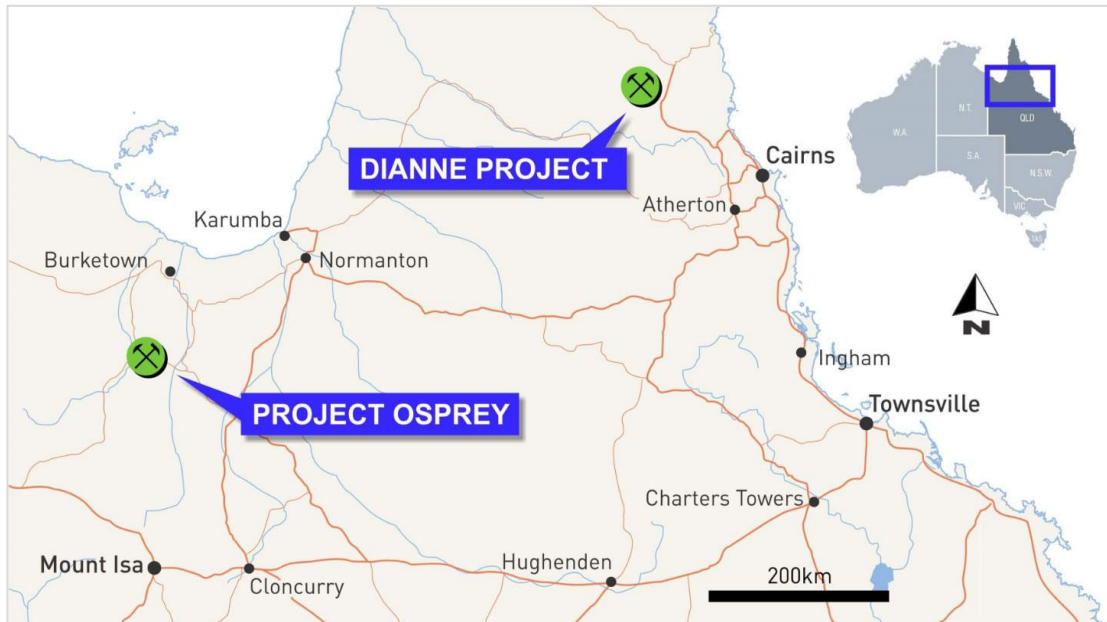 DIANNE PROJECT
Cairns
Atherton
Karumba
Normanton
Burketown
PROJECT OSPREY
Ingham
Townsville
Charters Towers
Mount Isa
Cloncurry
Hughenden
200km
N
W.A.
N.T.
QLD
S.A.
N.S.W.
VIC
TAS